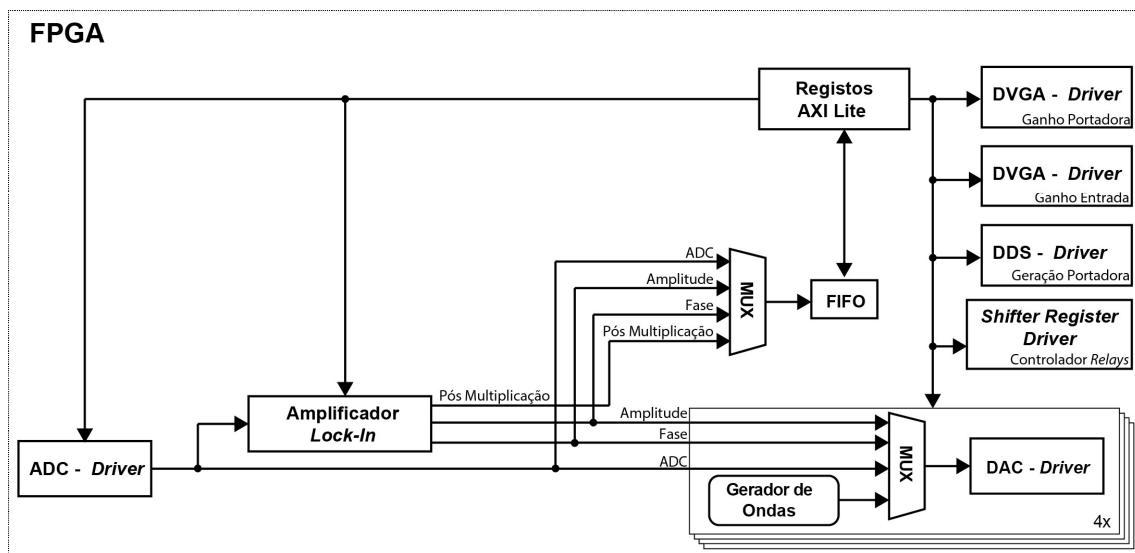 FPGA
Registos
AXI Lite
DVGA - Driver
Ganho Portadora
DVGA - Driver
Ganho Entrada
DDS - Driver
Geração Portadora
Shifter Register
Driver
Controlador Relays
ADC
Amplitude
Fase
Pós Multiplicação
MUX
FIFO
Pós Multiplicação
Amplificador
Lock-In
ADC - Driver
Amplitude
Fase
ADC
Gerador de
Ondas
MUX
DAC - Driver
4x